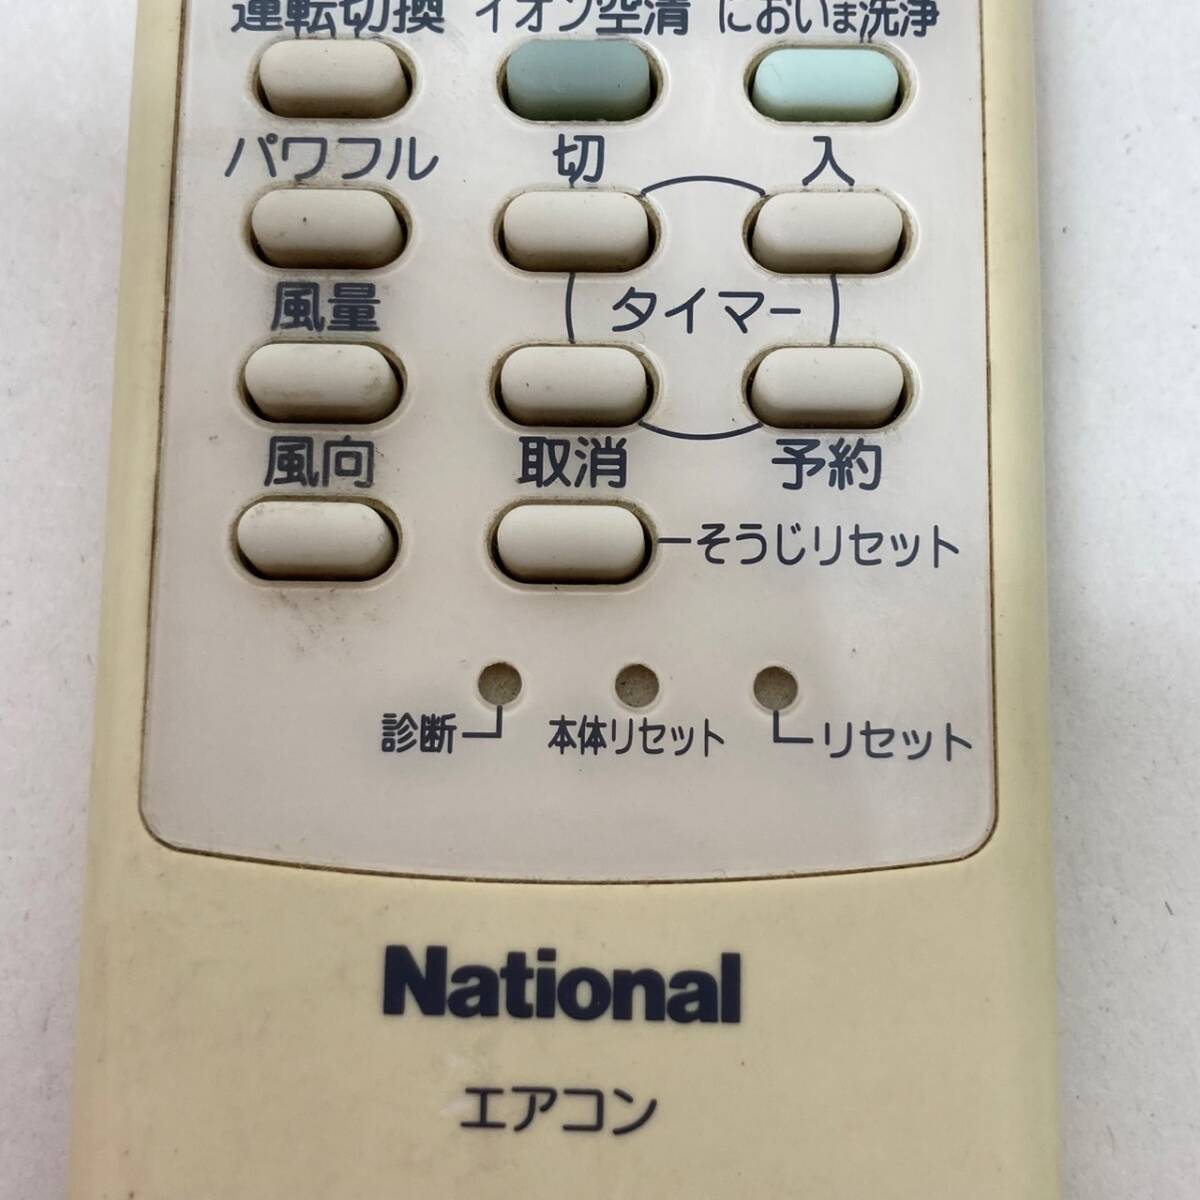 運転切換 イオン空清 においま洗浄
パワフル 切 入
風量 タイマー
風向 取消 予約
そうじリセット
診断 本体リセット リセット
National
エアコン